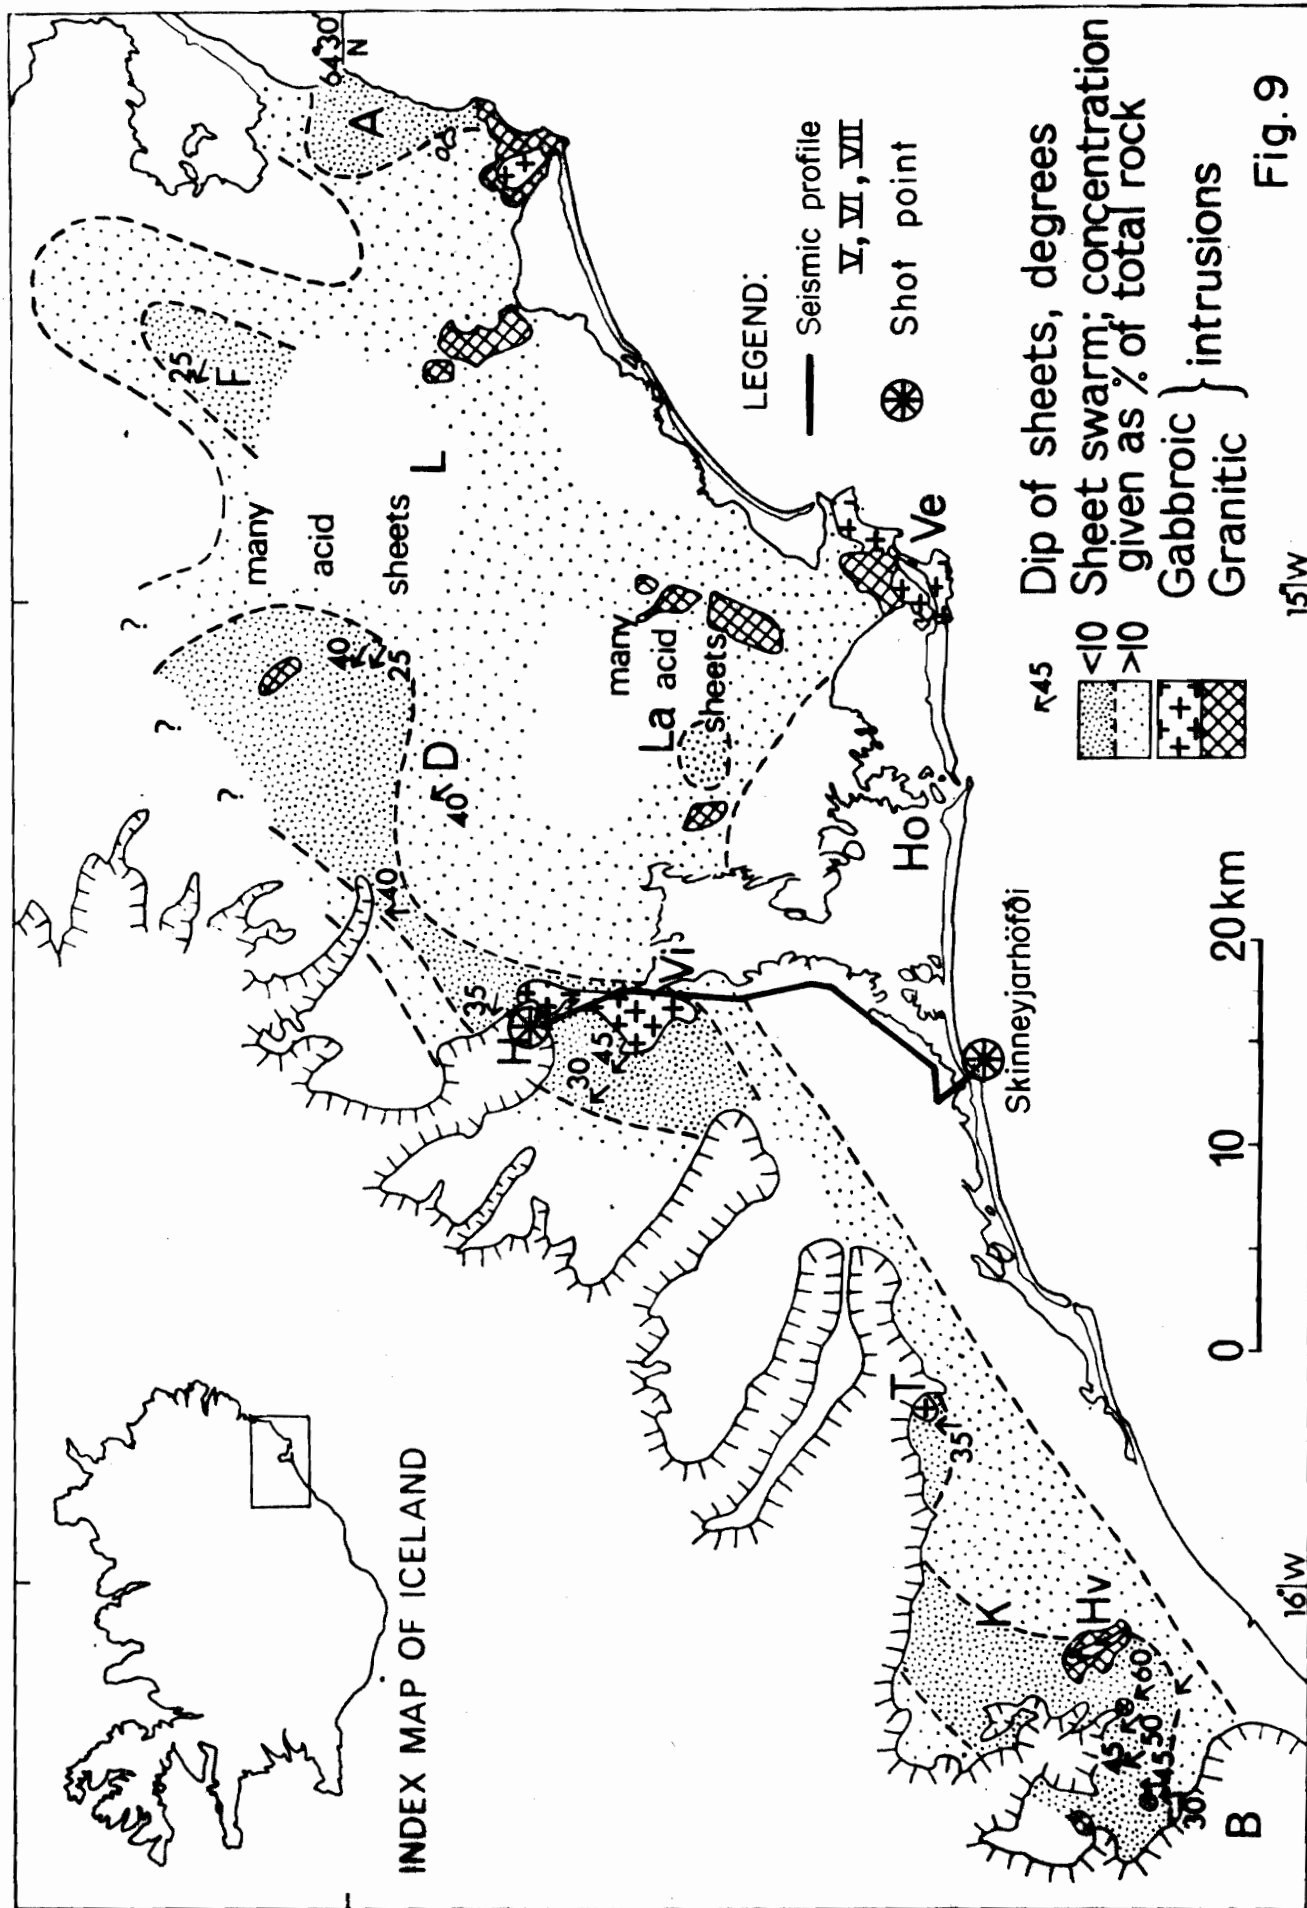 INDEX MAP OF ICELAND
64°30
N
A
25
F
many
acid
sheets
L
?
?
?
40
25
D
40
40
35
H
Vi
30
45
many
acid
sheets
La
Ve
Ho
Skinneyjarhöfði
T
35
K
Hv
60
50
45
45
30
B
LEGEND:
Seismic profile
V, VI, VII
Shot point
45 Dip of sheets, degrees
<10 Sheet swarm; concentration
>10 given as % of total rock
Gabbroic } intrusions
Granitic
0 10 20km
16°W
15°W
Fig. 9